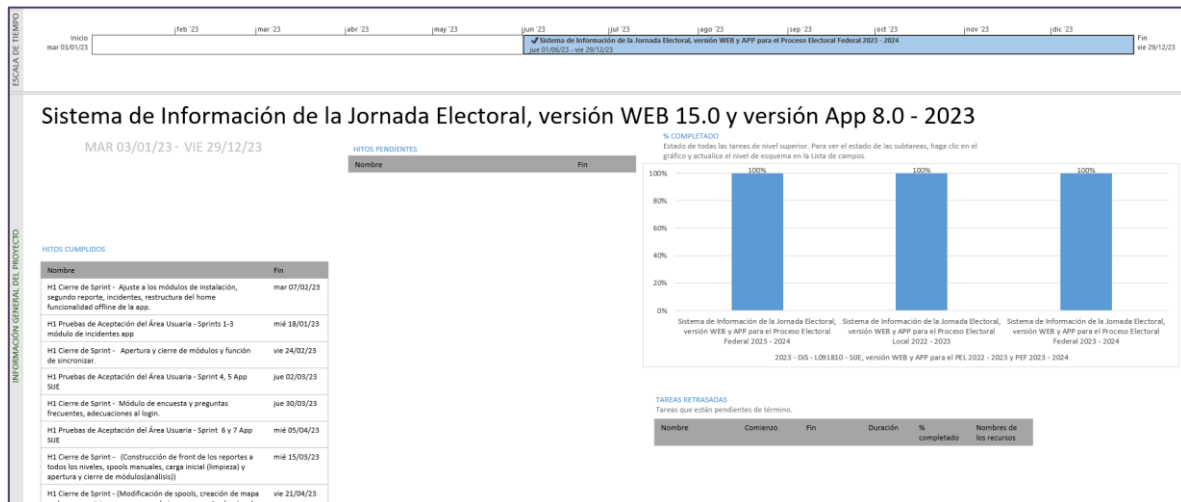 ESCALA DE TIEMPO
feb '23 mar '23 abr '23 may '23 jun '23 jul '23 ago '23 sep '23 oct '23 nov '23 dic '23
Inicio
mar 03/01/23
Sistema de Información de la Jornada Electoral, versión WEB y APP para el Proceso Electoral Federal 2023 - 2024
jue 01/06/23 - vie 29/12/23
Fin
vie 29/12/23
INFORMACIÓN GENERAL DEL PROYECTO
Sistema de Información de la Jornada Electoral, versión WEB 15.0 y versión App 8.0 - 2023
MAR 03/01/23 - VIE 29/12/23
HITOS PENDIENTES
Nombre Fin
HITOS CUMPLIDOS
Nombre Fin
H1 Cierre de Sprint - Ajuste a los módulos de instalación, mar 07/02/23
segundo reporte, incidentes, restructura del home
funcionalidad offline de la app.
H1 Pruebas de Aceptación del Área Usuaria - Sprints 1-3 mié 18/01/23
módulo de incidentes app
H1 Cierre de Sprint - Apertura y cierre de módulos y función vie 24/02/23
de sincronizar.
H1 Pruebas de Aceptación del Área Usuaria - Sprint 4, 5 App jue 02/03/23
SIJE
H1 Cierre de Sprint - Módulo de encuesta y preguntas jue 30/03/23
frecuentes, adecuaciones al login.
H1 Pruebas de Aceptación del Área Usuaria - Sprint 6 y 7 App mié 05/04/23
SIJE
H1 Cierre de Sprint - (Construcción de front de los reportes a mié 15/03/23
todos los niveles, spools manuales, carga inicial (limpieza) y
apertura y cierre de módulos(análisis))
H1 Cierre de Sprint - (Modificación de spools, creación de mapa vie 21/04/23
% COMPLETADO
Estado de todas las tareas de nivel superior. Para ver el estado de las subtareas, haga clic en el
gráfico y actualice el nivel de esquema en la Lista de campos.
100% 100% 100%
100%
80%
60%
40%
20%
0%
Sistema de Información de la Jornada Electoral, Sistema de Información de la Jornada Electoral, Sistema de Información de la Jornada Electoral,
versión WEB y APP para el Proceso Electoral versión WEB y APP para el Proceso Electoral versión WEB y APP para el Proceso Electoral
Federal 2023 - 2024 Local 2022 - 2023 Federal 2023 - 2024
2023 - DIS - L091810 - SIJE, versión WEB y APP para el PEL 2022 - 2023 y PEF 2023 - 2024
TAREAS RETRASADAS
Tareas que están pendientes de término.
Nombre Comienzo Fin Duración % Nombres de
completado los recursos